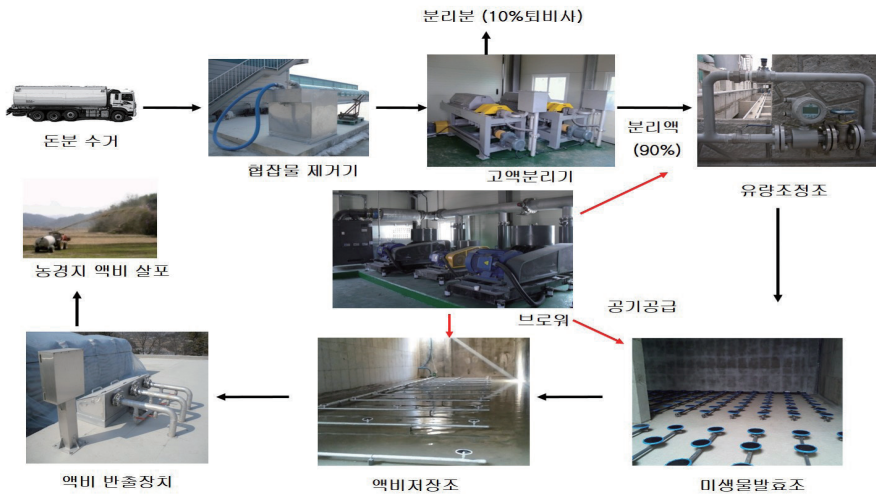 분리분 (10%퇴비사)
돈분 수거
협잡물 제거기
고액분리기
분리액
(90%)
유량조정조
농경지 액비 살포
브로워
공기공급
액비 반출장치
액비저장조
미생물발효조